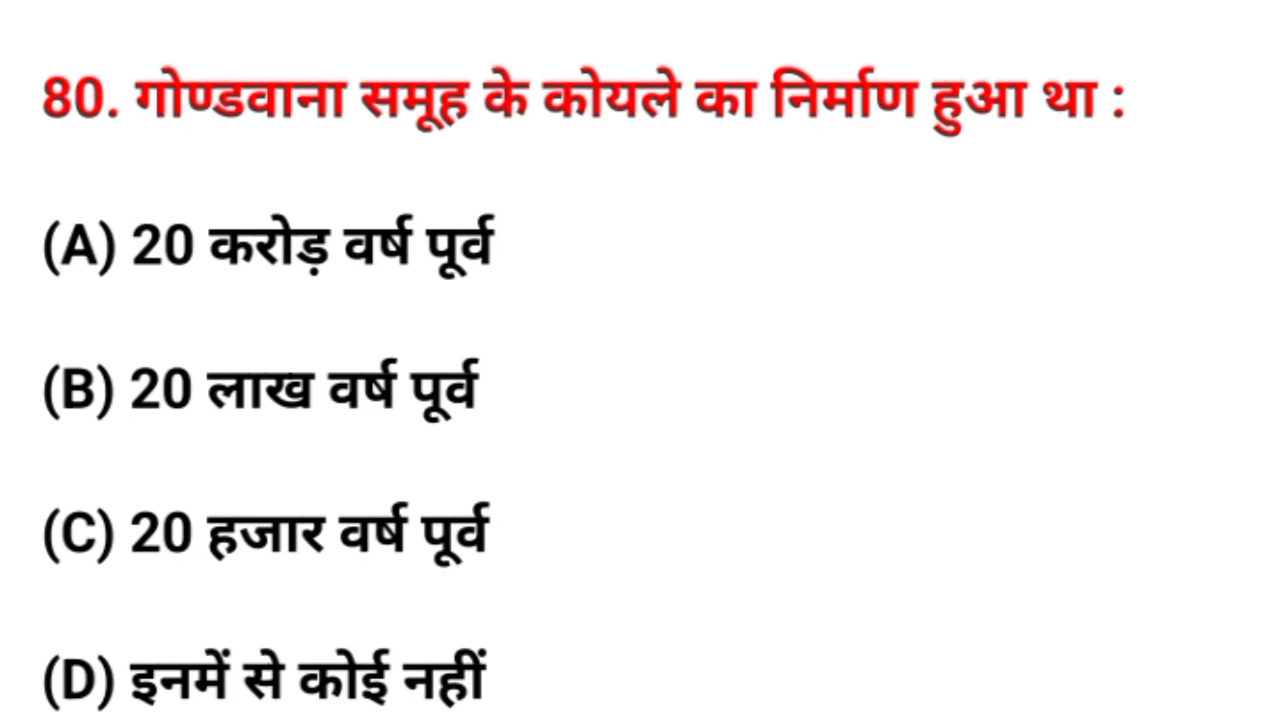 80. गोण्डवाना समूह के कोयले का निर्माण हुआ था :
(A) 20 करोड़ वर्ष पूर्व
(B) 20 लाख वर्ष पूर्व
(C) 20 हजार वर्ष पूर्व
(D) इनमें से कोई नहीं